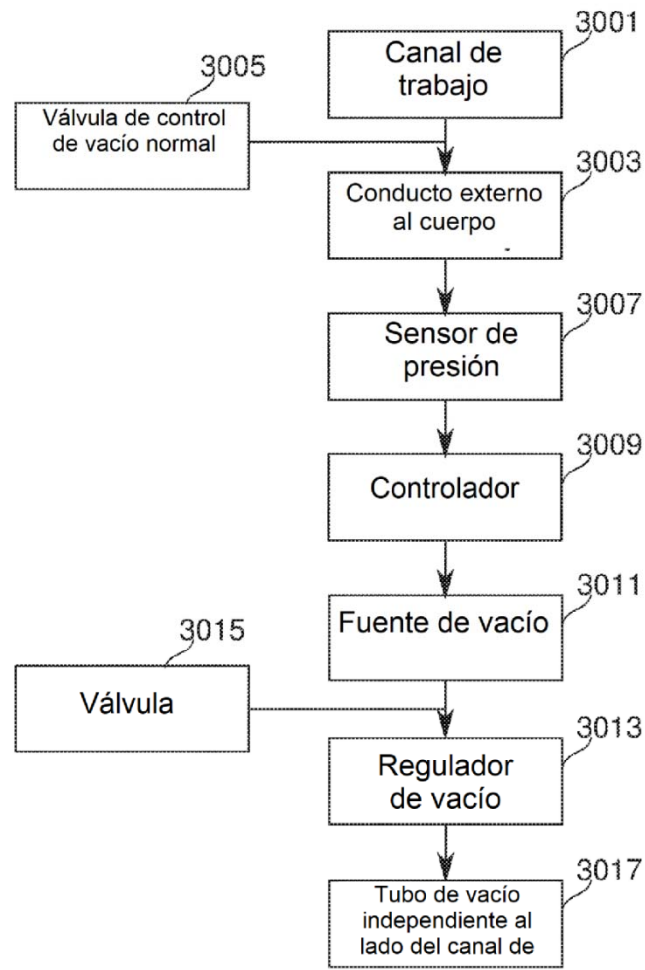 3001
Canal de
trabajo
3005
Válvula de control
de vacío normal
3003
Conducto externo
al cuerpo
3007
Sensor de
presión
3009
Controlador
3011
Fuente de vacío
3015
Válvula
3013
Regulador
de vacío
3017
Tubo de vacío
independiente al
lado del canal de